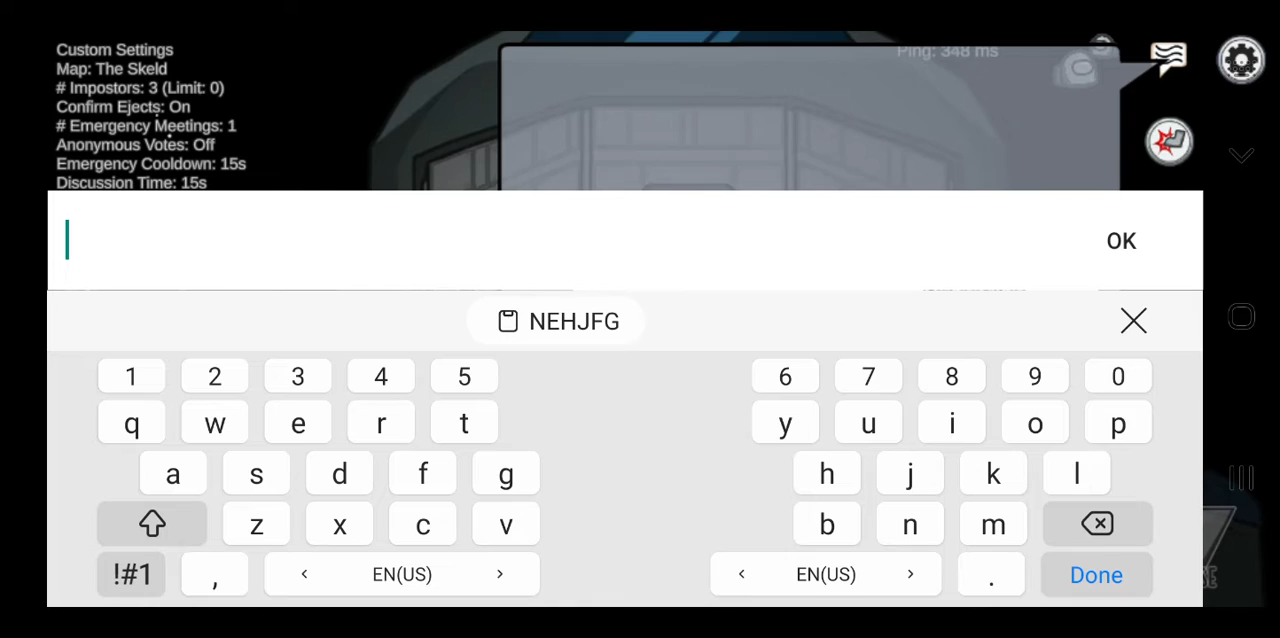 Custom Settings
Map: The Skeld
# Impostors: 3 (Limit: 0)
Confirm Ejects: On
# Emergency Meetings: 1
Anonymous Votes: Off
Emergency Cooldown: 15s
Discussion Time: 15s
Ping: 348 ms
OK
NEHJFG
1 2 3 4 5 6 7 8 9 0
q w e r t y u i o p
a s d f g h j k l
z x c v b n m
!#1 , < EN(US) > < EN(US) > . Done